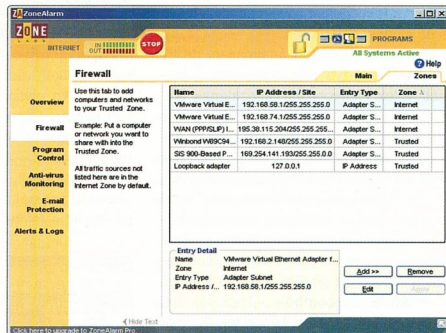 ZoneAlarm
ZONE
LABS
INTERNET
IN
OUT
STOP
PROGRAMS
All Systems Active
Help
Firewall
Main
Zones
Overview
Firewall
Program
Control
Anti-virus
Monitoring
E-mail
Protection
Alerts & Logs
Use this tab to add
computers and networks
to your Trusted Zone.
Example: Put a computer
or network you want to
share with into the
Trusted Zone.
All traffic sources not
listed here are in the
Internet Zone by default.
Name IP Address / Site Entry Type Zone
VMware Virtual E... 192.168.58.1/255.255.255.0 Adapter S... Internet
VMware Virtual E... 192.168.74.1/255.255.255.0 Adapter S... Internet
WAN (PPP/SLIP) I... 195.38.115.204/255.255.255... Adapter S... Internet
Winbond W89C94... 192.168.2.148/255.255.255.0 Adapter S... Trusted
SIS 900-Based P... 169.254.141.193/255.255.0.0 Adapter S... Trusted
Loopback adapter 127.0.0.1 IP Address Trusted
Entry Detail
Name VMware Virtual Ethernet Adapter f...
Zone Internet
Entry Type Adapter Subnet
IP Address /... 192.168.58.1/255.255.255.0
Add >> Remove
Edit Apply
Hide Text
Click here to upgrade to ZoneAlarm Pro.